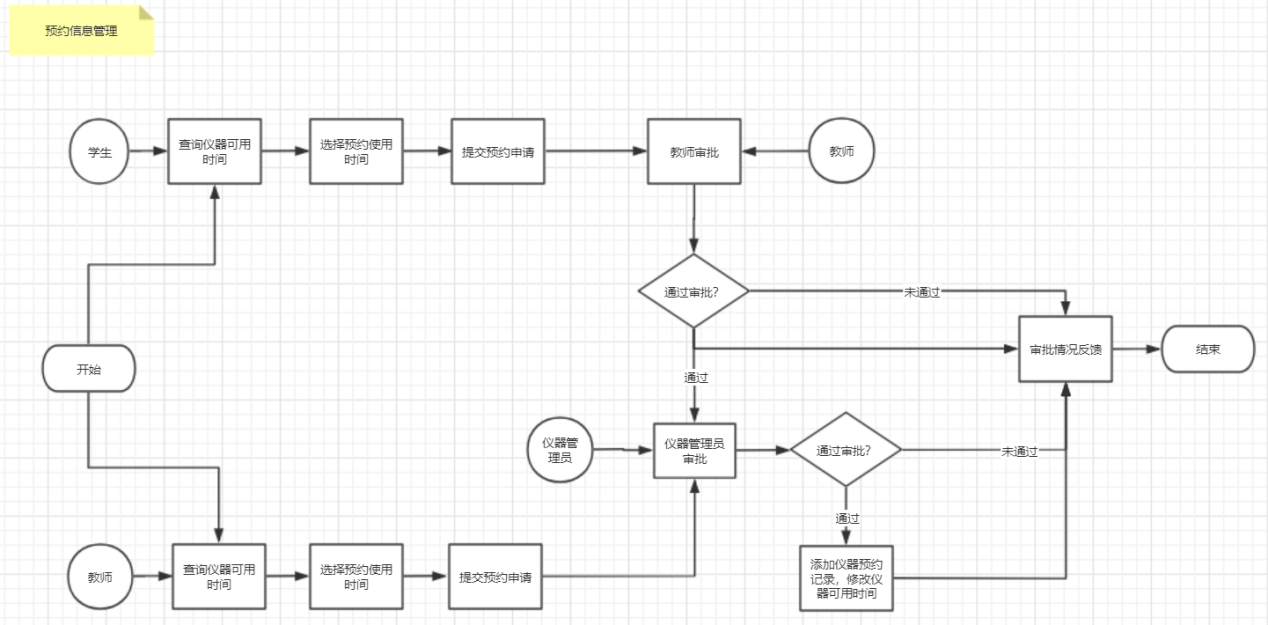 预约信息管理
学生
查询仪器可用
时间
选择预约使用
时间
提交预约申请
教师审批
教师
通过审批?
未通过
审批情况反馈
结束
开始
通过
仪器管
理员
仪器管理员
审批
通过审批?
未通过
通过
教师
查询仪器可用
时间
选择预约使用
时间
提交预约申请
添加仪器预约
记录，修改仪
器可用时间